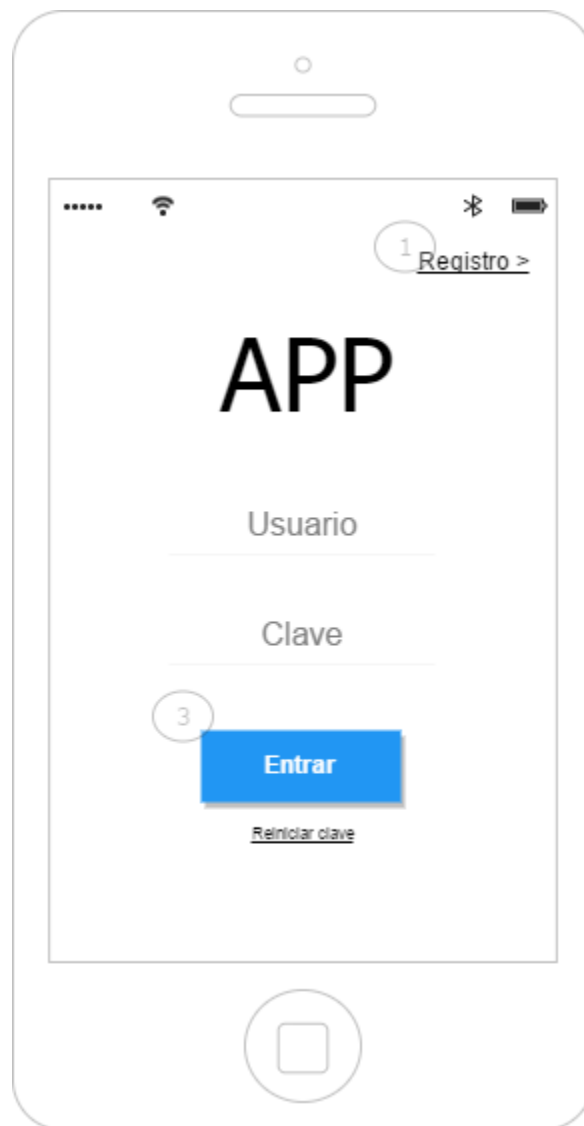 1
Registro >
APP
Usuario
Clave
3
Entrar
Reiniciar clave